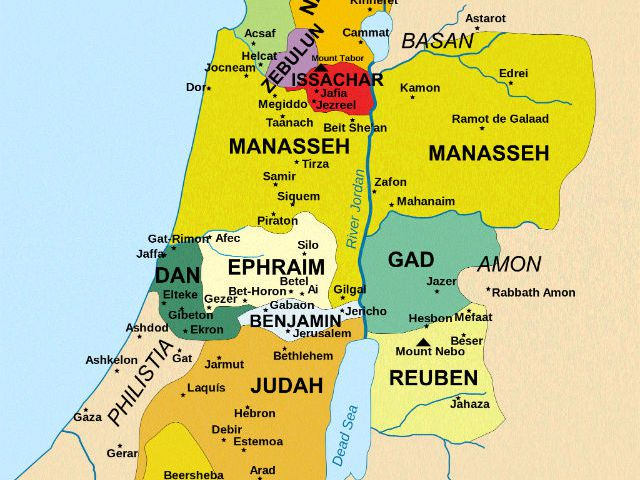 Kinneret
Astarot
Acsaf
Cammat
BASAN
Helcat
ZEBULUN
Mount Tabor
Jocneam
ISSACHAR
Edrei
Dor
Jafia
Kamon
Megiddo
Jezreel
Taanach
Beit She'an
Ramot de Galaad
MANASSEH
MANASSEH
Tirza
Samir
Zafon
Siquem
Mahanaim
River Jordan
Piraton
Gat-Rimon
Afec
Silo
Jaffa
DAN
EPHRAIM
GAD
AMON
Betel
Jazer
Elteke
Bet-Horon
Ai
Gilgal
Rabbath Amon
Gezer
Gabaon
Jericho
Gibeton
BENJAMIN
Hesbon
Mefaat
Ashdod
Ekron
Jerusalem
Beser
PHILISTIA
Gat
Bethlehem
Mount Nebo
Ashkelon
Jarmut
REUBEN
Laquís
JUDAH
Jahaza
Gaza
Hebron
Dead Sea
Debir
Estemoa
Gerar
Beersheba
Arad